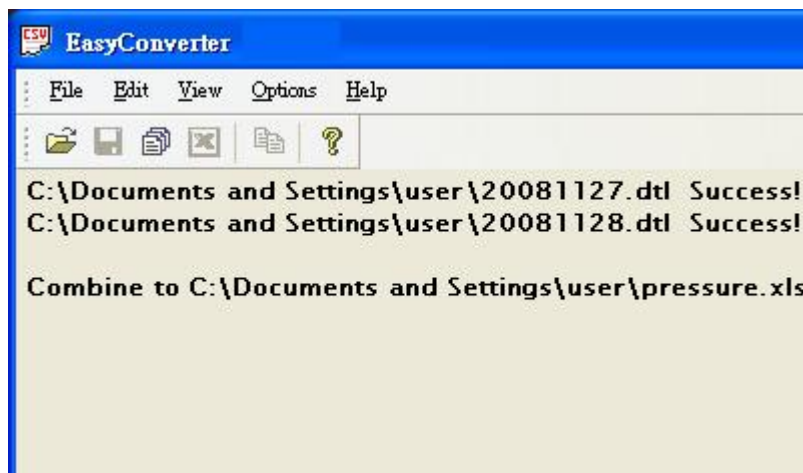 CSV EasyConverter
File Edit View Options Help
C:\Documents and Settings\user\20081127.dtl Success!
C:\Documents and Settings\user\20081128.dtl Success!
Combine to C:\Documents and Settings\user\pressure.xls